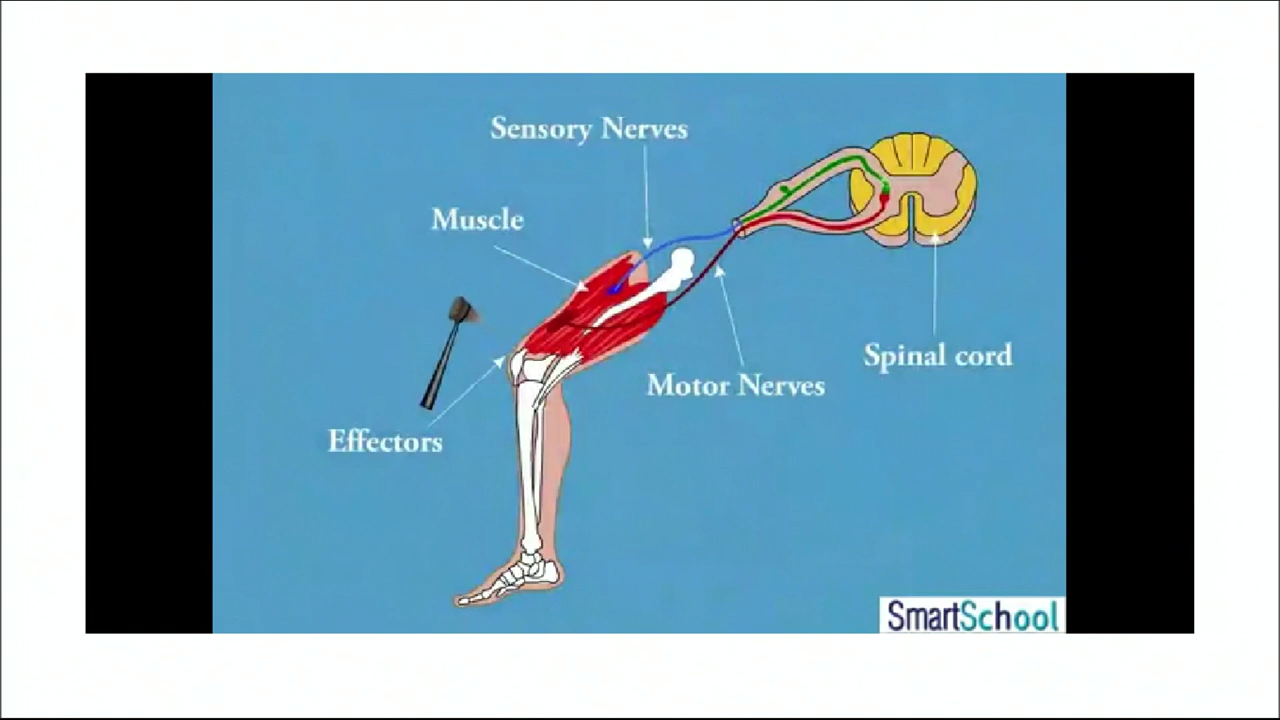 Sensory Nerves
Muscle
Spinal cord
Motor Nerves
Effectors
SmartSchool